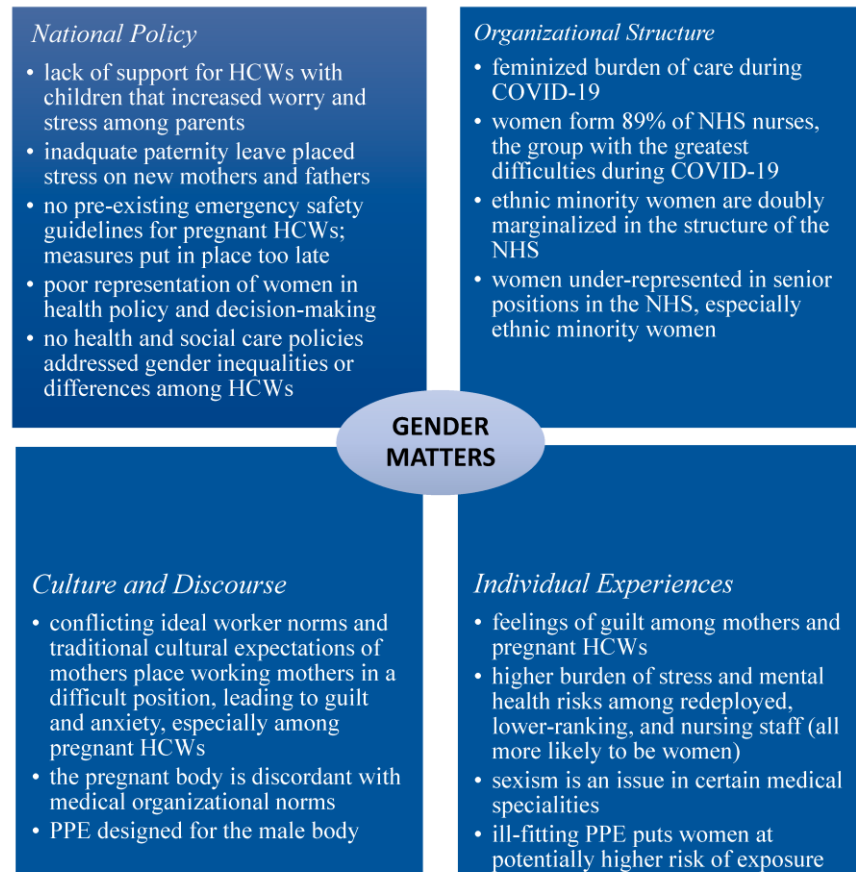 National Policy
• lack of support for HCWs with
children that increased worry and
stress among parents
• inadequate paternity leave placed
stress on new mothers and fathers
• no pre-existing emergency safety
guidelines for pregnant HCWs;
measures put in place too late
• poor representation of women in
health policy and decision-making
• no health and social care policies
addressed gender inequalities or
differences among HCWs
Organizational Structure
• feminized burden of care during
COVID-19
• women form 89% of NHS nurses,
the group with the greatest
difficulties during COVID-19
• ethnic minority women are doubly
marginalized in the structure of the
NHS
• women under-represented in senior
positions in the NHS, especially
ethnic minority women
GENDER
MATTERS
Culture and Discourse
• conflicting ideal worker norms and
traditional cultural expectations of
mothers place working mothers in a
difficult position, leading to guilt
and anxiety, especially among
pregnant HCWs
• the pregnant body is discordant with
medical organizational norms
• PPE designed for the male body
Individual Experiences
• feelings of guilt among mothers and
pregnant HCWs
• higher burden of stress and mental
health risks among redeployed,
lower-ranking, and nursing staff (all
more likely to be women)
• sexism is an issue in certain medical
specialities
• ill-fitting PPE puts women at
potentially higher risk of exposure